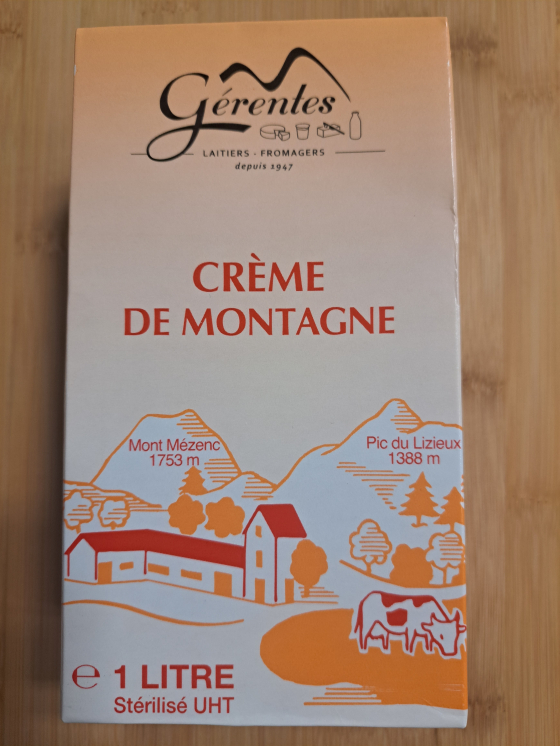 Gérentes
LAITIERS - FROMAGERS
depuis 1947
CRÈME
DE MONTAGNE
Mont Mézenc
1753 m
Pic du Lizieux
1388 m
℮ 1 LITRE
Stérilisé UHT